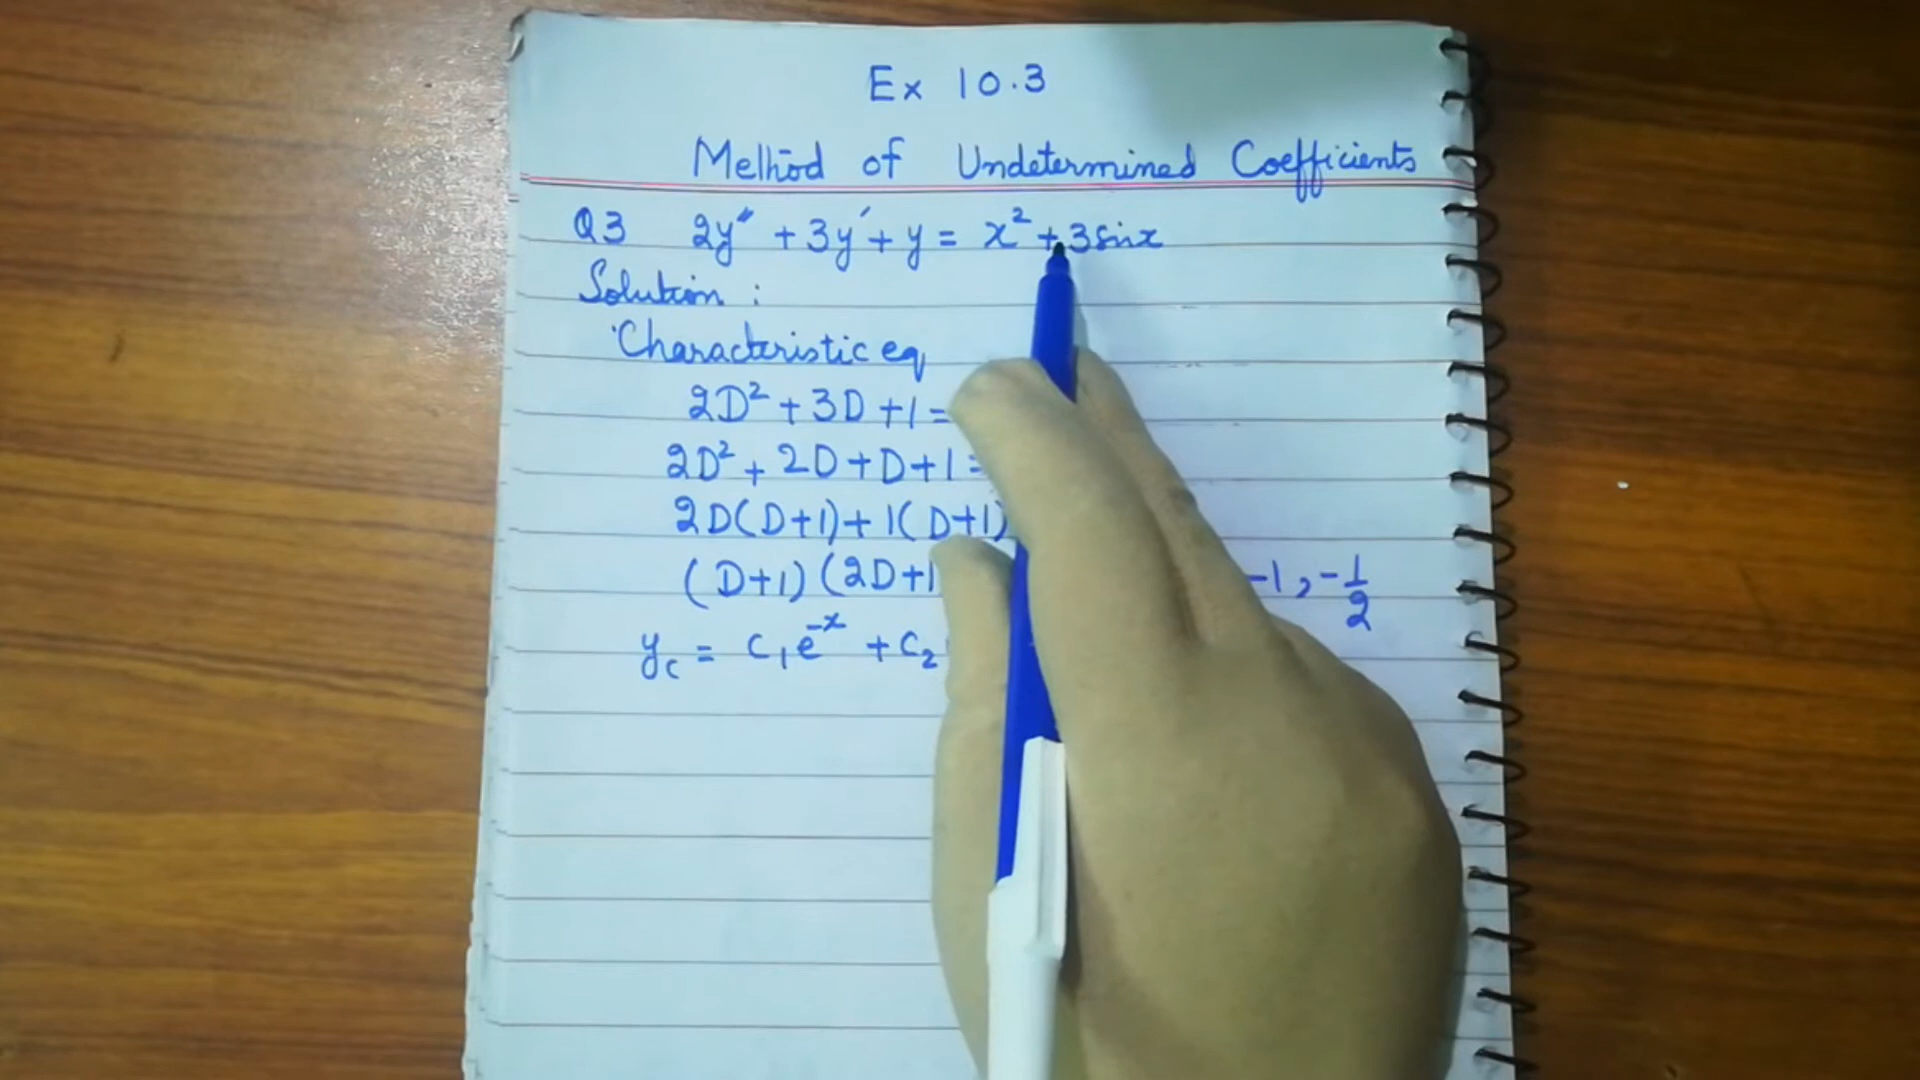 Ex 10.3
Method of Undetermined Coefficients
Q3 2y" + 3y' + y = x² + 3sinx
Solution :
Characteristic eq
2D² + 3D + 1 =
2D² + 2D + D + 1 =
2D(D+1) + 1(D+1)
(D+1) (2D+1 -1, -1/2
y_c = c₁e^-x + c₂